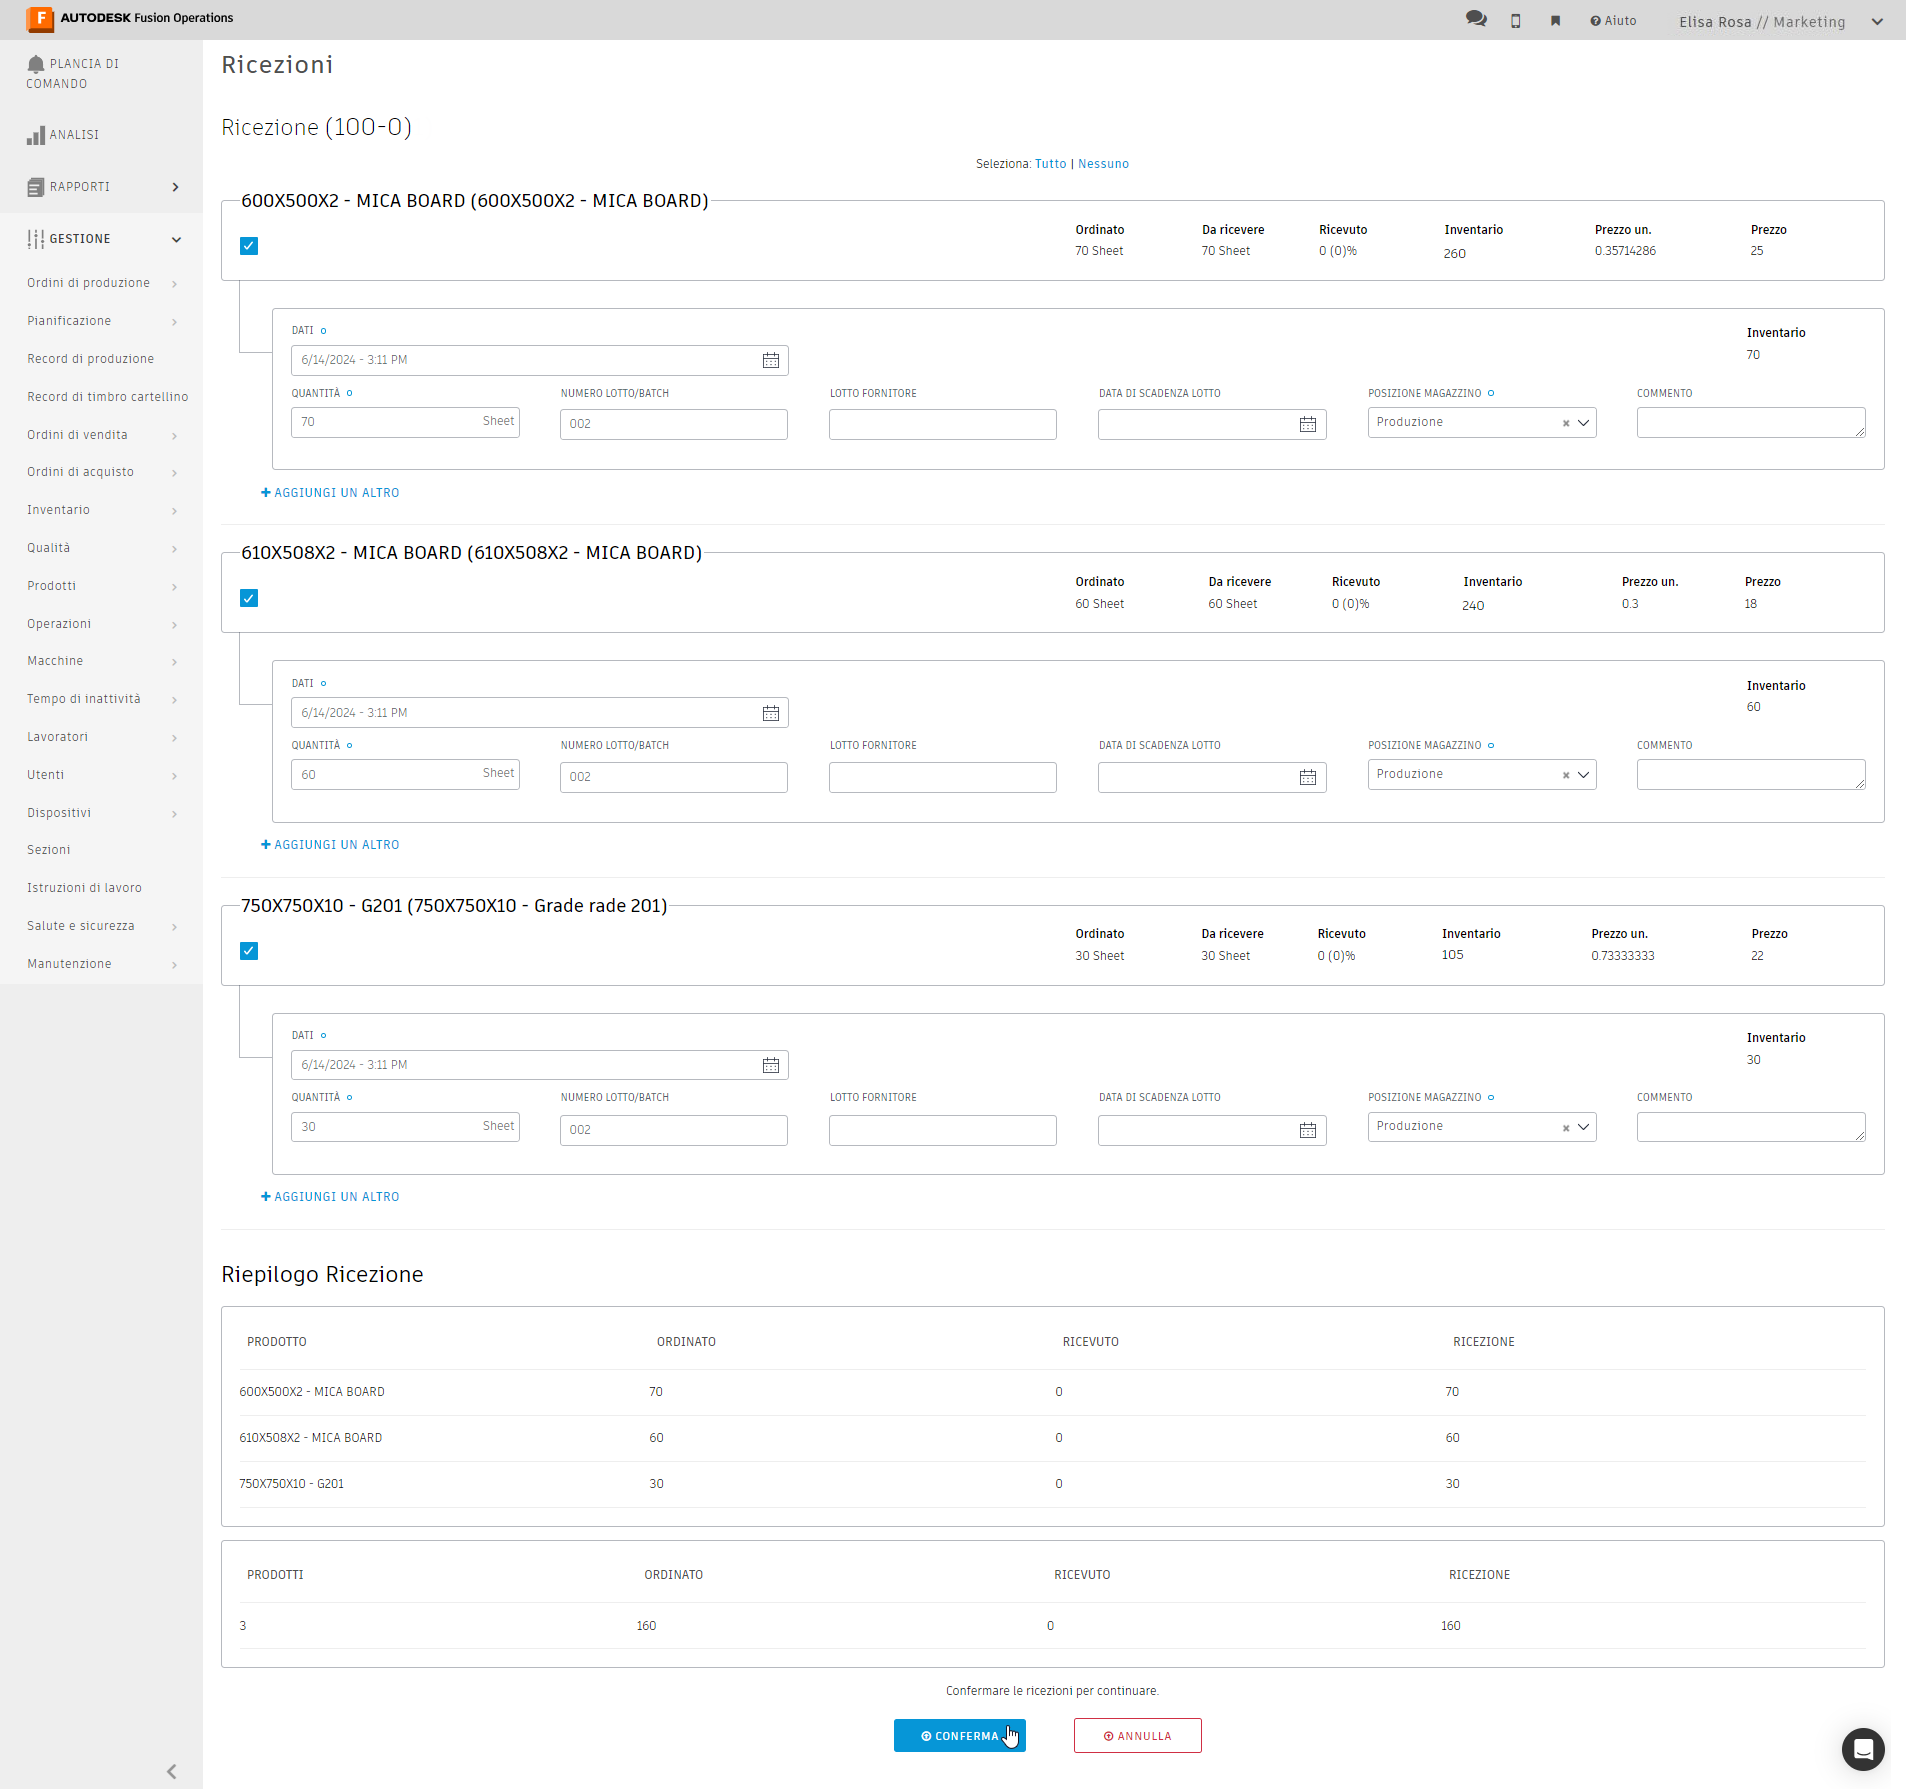 AUTODESK Fusion Operations
Aiuto
Elisa Rosa // Marketing
PLANCIA DI
COMANDO
ANALISI
RAPPORTI
GESTIONE
Ordini di produzione
Pianificazione
Record di produzione
Record di timbro cartellino
Ordini di vendita
Ordini di acquisto
Inventario
Qualità
Prodotti
Operazioni
Macchine
Tempo di inattività
Lavoratori
Utenti
Dispositivi
Sezioni
Istruzioni di lavoro
Salute e sicurezza
Manutenzione
Ricezioni
Ricezione (100-0)
Seleziona: Tutto | Nessuno
600X500X2 - MICA BOARD (600X500X2 - MICA BOARD)
Ordinato Da ricevere Ricevuto Inventario Prezzo un. Prezzo
70 Sheet 70 Sheet 0 (0)% 260 0.35714286 25
DATI
Inventario
6/14/2024 - 3:11 PM
70
QUANTITÀ NUMERO LOTTO/BATCH LOTTO FORNITORE DATA DI SCADENZA LOTTO POSIZIONE MAGAZZINO COMMENTO
70 Sheet 002 Produzione
+ AGGIUNGI UN ALTRO
610X508X2 - MICA BOARD (610X508X2 - MICA BOARD)
Ordinato Da ricevere Ricevuto Inventario Prezzo un. Prezzo
60 Sheet 60 Sheet 0 (0)% 240 0.3 18
DATI
Inventario
6/14/2024 - 3:11 PM
60
QUANTITÀ NUMERO LOTTO/BATCH LOTTO FORNITORE DATA DI SCADENZA LOTTO POSIZIONE MAGAZZINO COMMENTO
60 Sheet 002 Produzione
+ AGGIUNGI UN ALTRO
750X750X10 - G201 (750X750X10 - Grade rade 201)
Ordinato Da ricevere Ricevuto Inventario Prezzo un. Prezzo
30 Sheet 30 Sheet 0 (0)% 105 0.73333333 22
DATI
Inventario
6/14/2024 - 3:11 PM
30
QUANTITÀ NUMERO LOTTO/BATCH LOTTO FORNITORE DATA DI SCADENZA LOTTO POSIZIONE MAGAZZINO COMMENTO
30 Sheet 002 Produzione
+ AGGIUNGI UN ALTRO
Riepilogo Ricezione
PRODOTTO ORDINATO RICEVUTO RICEZIONE
600X500X2 - MICA BOARD 70 0 70
610X508X2 - MICA BOARD 60 0 60
750X750X10 - G201 30 0 30
PRODOTTI ORDINATO RICEVUTO RICEZIONE
3 160 0 160
Confermare le ricezioni per continuare.
CONFERMA ANNULLA